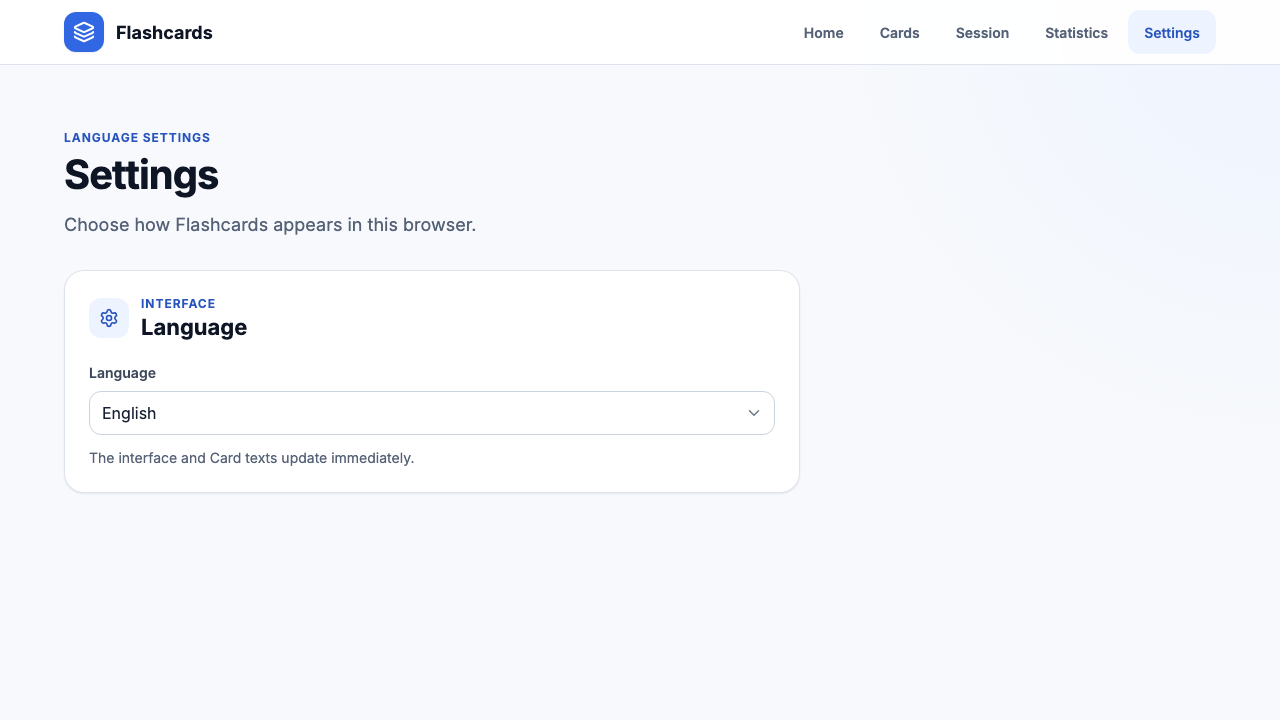 Flashcards
Home
Cards
Session
Statistics
Settings
LANGUAGE SETTINGS
Settings
Choose how Flashcards appears in this browser.
INTERFACE
Language
Language
English
The interface and Card texts update immediately.